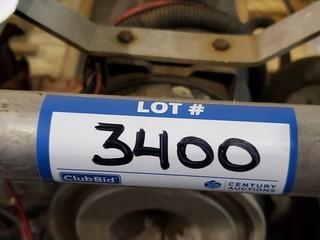 LOT #
3400
ClubBid
CENTURY
AUCTIONS